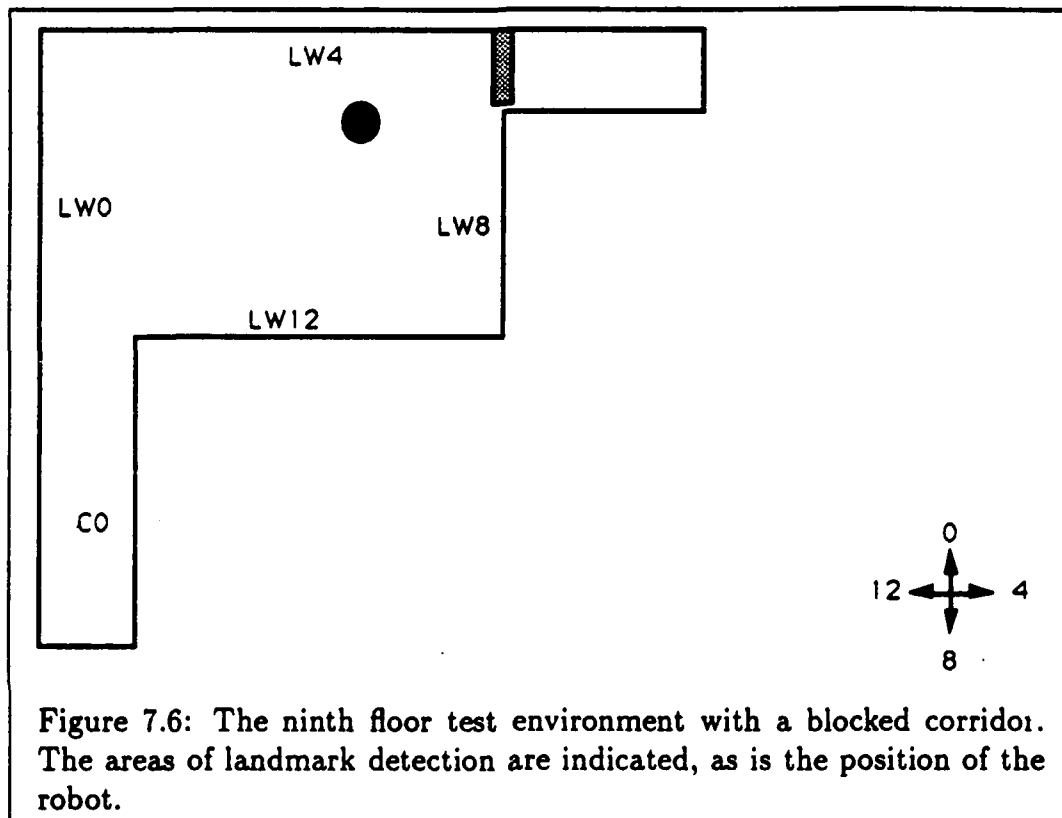 LW4
LW0
LW8
LW12
C0
0
12 4
8
Figure 7.6: The ninth floor test environment with a blocked corridor.
The areas of landmark detection are indicated, as is the position of the
robot.